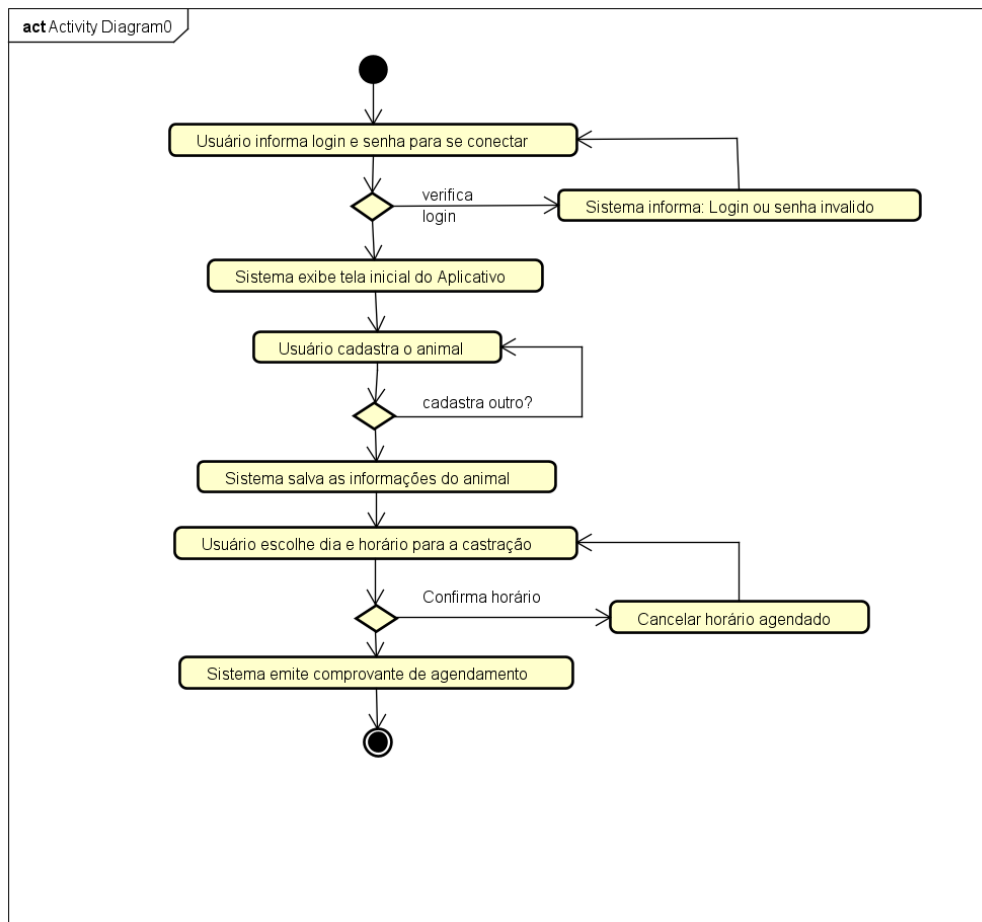 act Activity Diagram0
Usuário informa login e senha para se conectar
verifica
login
Sistema informa: Login ou senha invalido
Sistema exibe tela inicial do Aplicativo
Usuário cadastra o animal
cadastra outro?
Sistema salva as informações do animal
Usuário escolhe dia e horário para a castração
Confirma horário
Cancelar horário agendado
Sistema emite comprovante de agendamento